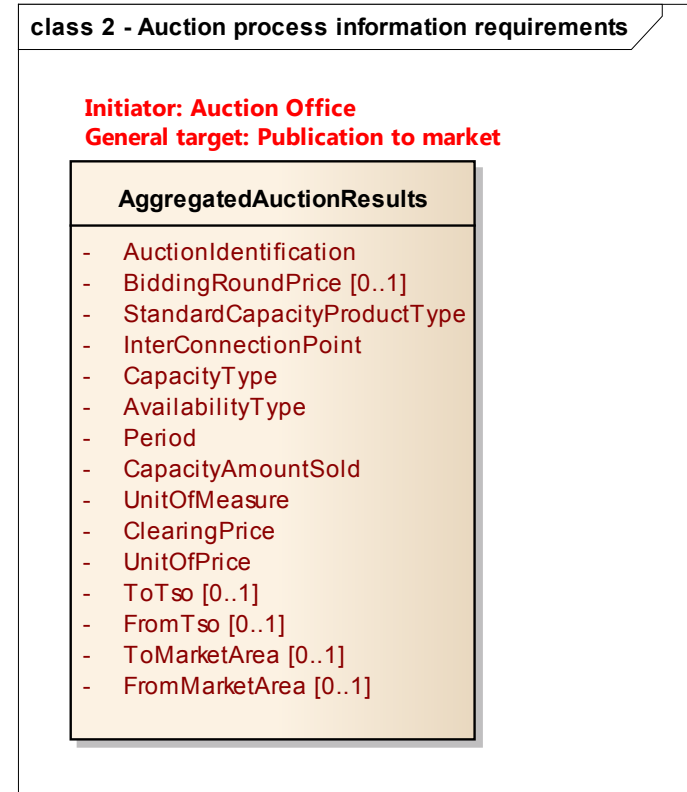 class 2 - Auction process information requirements
Initiator: Auction Office
General target: Publication to market
AggregatedAuctionResults
- AuctionIdentification
- BiddingRoundPrice [0..1]
- StandardCapacityProductType
- InterConnectionPoint
- CapacityType
- AvailabilityType
- Period
- CapacityAmountSold
- UnitOfMeasure
- ClearingPrice
- UnitOfPrice
- ToTso [0..1]
- FromTso [0..1]
- ToMarketArea [0..1]
- FromMarketArea [0..1]